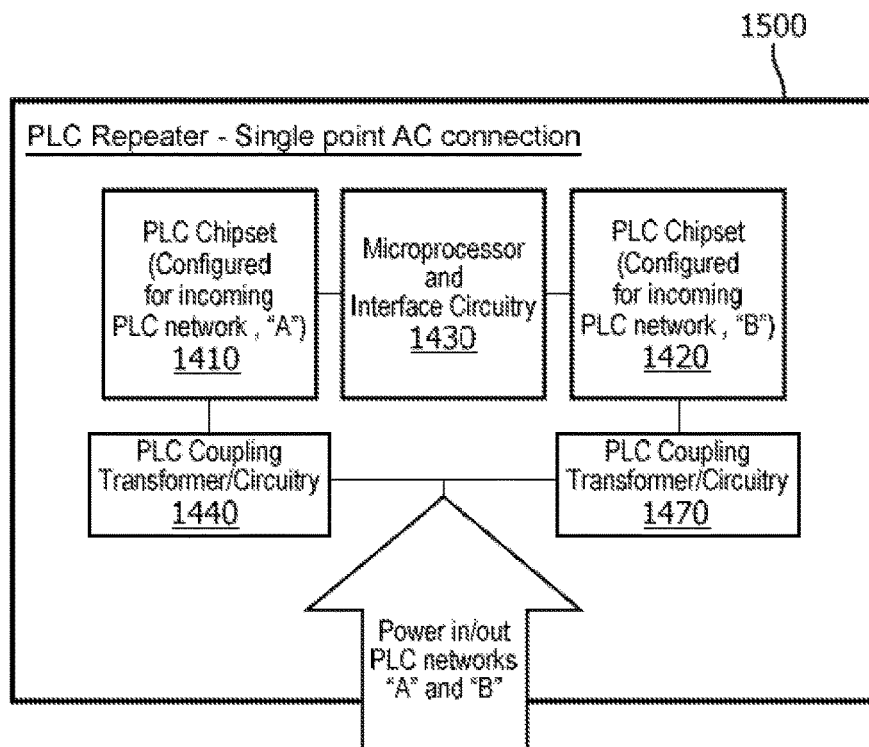 1500
PLC Repeater - Single point AC connection
PLC Chipset
(Configured
for incoming
PLC network , "A")
1410
Microprocessor
and
Interface Circuitry
1430
PLC Chipset
(Configured
for incoming
PLC network , "B")
1420
PLC Coupling
Transformer/Circuitry
1440
PLC Coupling
Transformer/Circuitry
1470
Power in/out
PLC networks
"A" and "B"